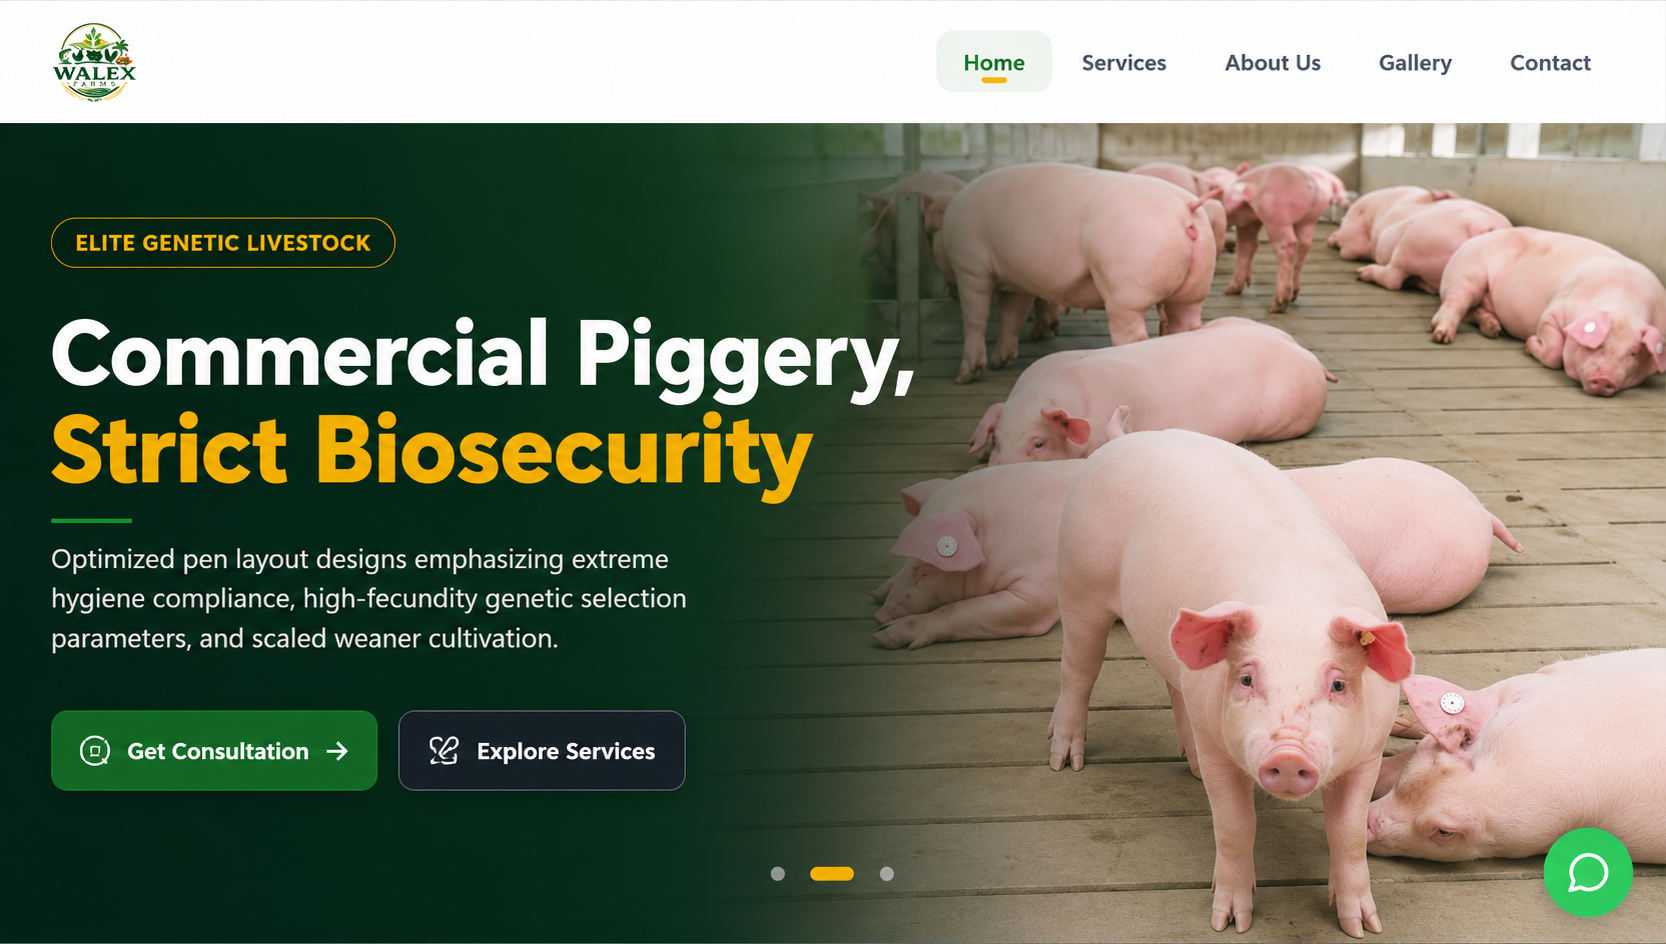 WALEX
FARMS
Home
Services
About Us
Gallery
Contact
ELITE GENETIC LIVESTOCK
Commercial Piggery,
Strict Biosecurity
Optimized pen layout designs emphasizing extreme
hygiene compliance, high-fecundity genetic selection
parameters, and scaled weaner cultivation.
Get Consultation →
Explore Services